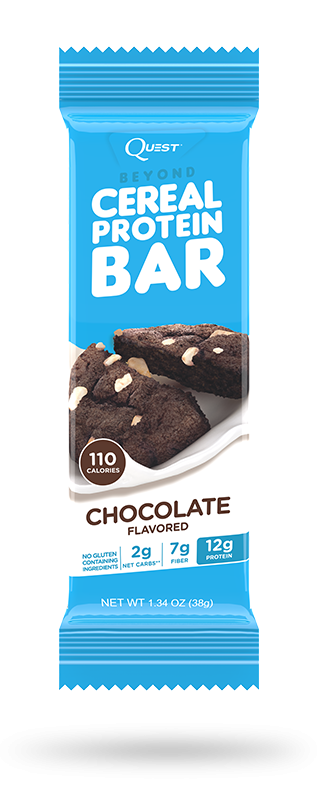 QUEST
BEYOND
CEREAL
PROTEIN
BAR
110
CALORIES
CHOCOLATE
FLAVORED
NO GLUTEN
CONTAINING
INGREDIENTS
2g
NET CARBS**
7g
FIBER
12g
PROTEIN
NET WT 1.34 OZ (38g)